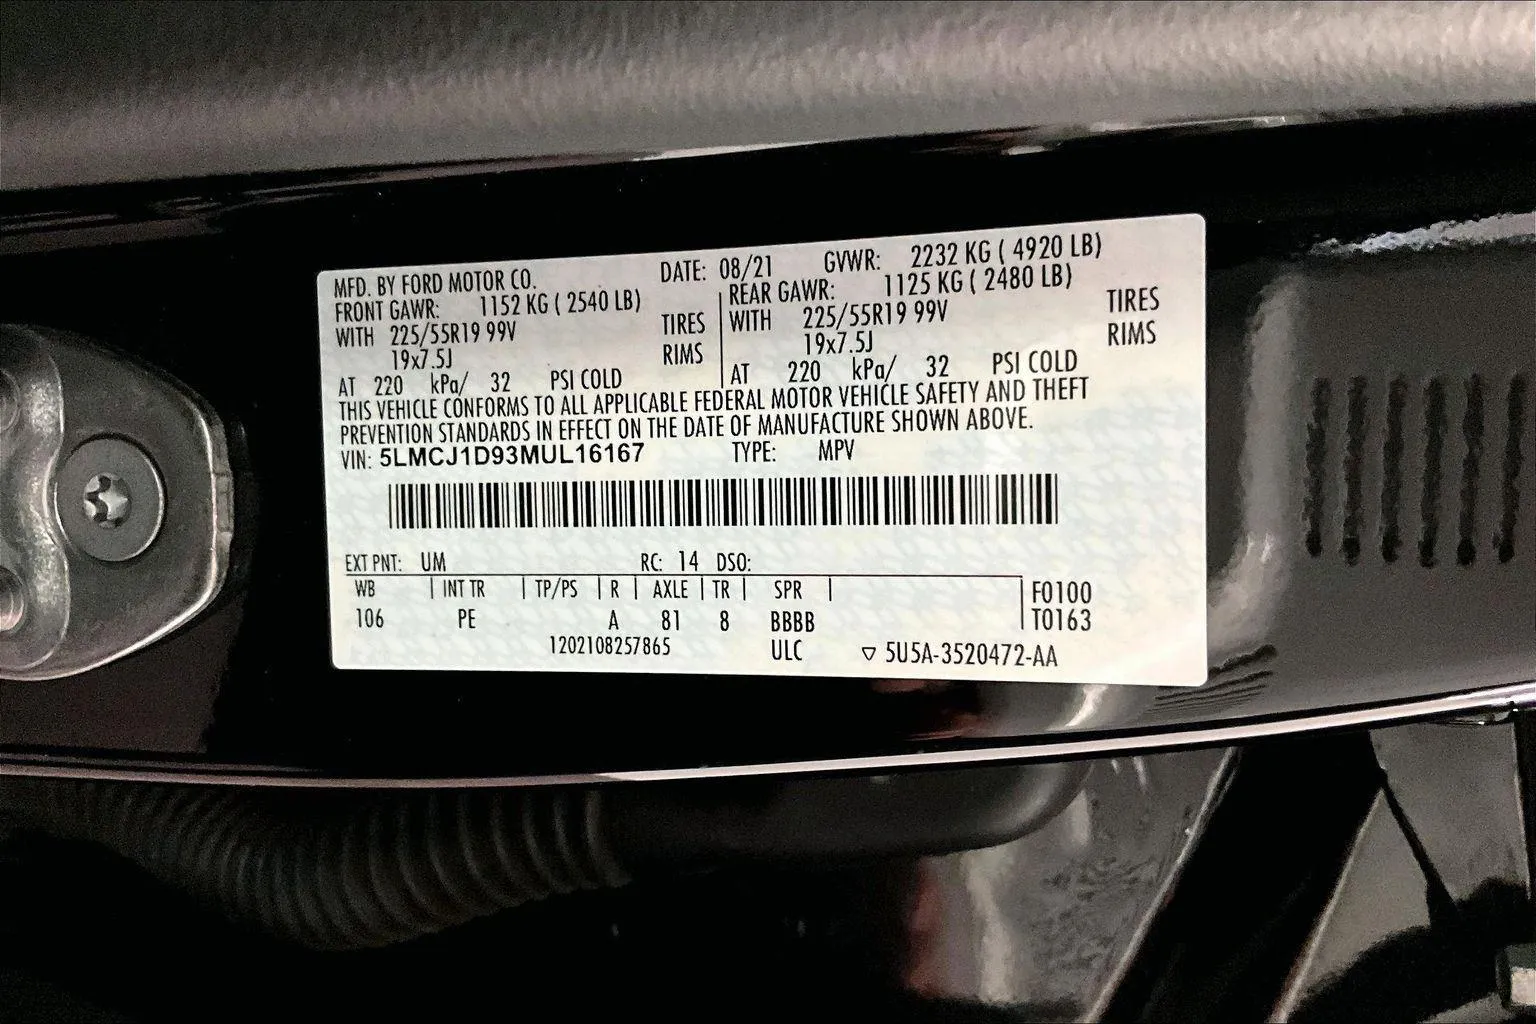 MFD. BY FORD MOTOR CO. DATE: 08/21 GVWR: 2232 KG ( 4920 LB)
FRONT GAWR: 1152 KG ( 2540 LB) REAR GAWR: 1125 KG ( 2480 LB)
WITH 225/55R19 99V TIRES WITH 225/55R19 99V TIRES
19x7.5J RIMS 19x7.5J RIMS
AT 220 kPa/ 32 PSI COLD AT 220 kPa/ 32 PSI COLD
THIS VEHICLE CONFORMS TO ALL APPLICABLE FEDERAL MOTOR VEHICLE SAFETY AND THEFT
PREVENTION STANDARDS IN EFFECT ON THE DATE OF MANUFACTURE SHOWN ABOVE.
VIN: 5LMCJ1D93MUL16167 TYPE: MPV
EXT PNT: UM RC: 14 DSO:
WB | INT TR | TP/PS | R | AXLE | TR | SPR | F0100
106 PE A 81 8 BBBB T0163
1202108257865 ULC ▽ 5U5A-3520472-AA